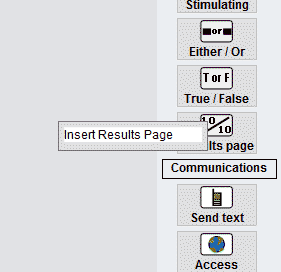 Stimulating
or
Either / Or
T or F
True / False
10/10
Insert Results Page
lts page
Communications
Send text
Access